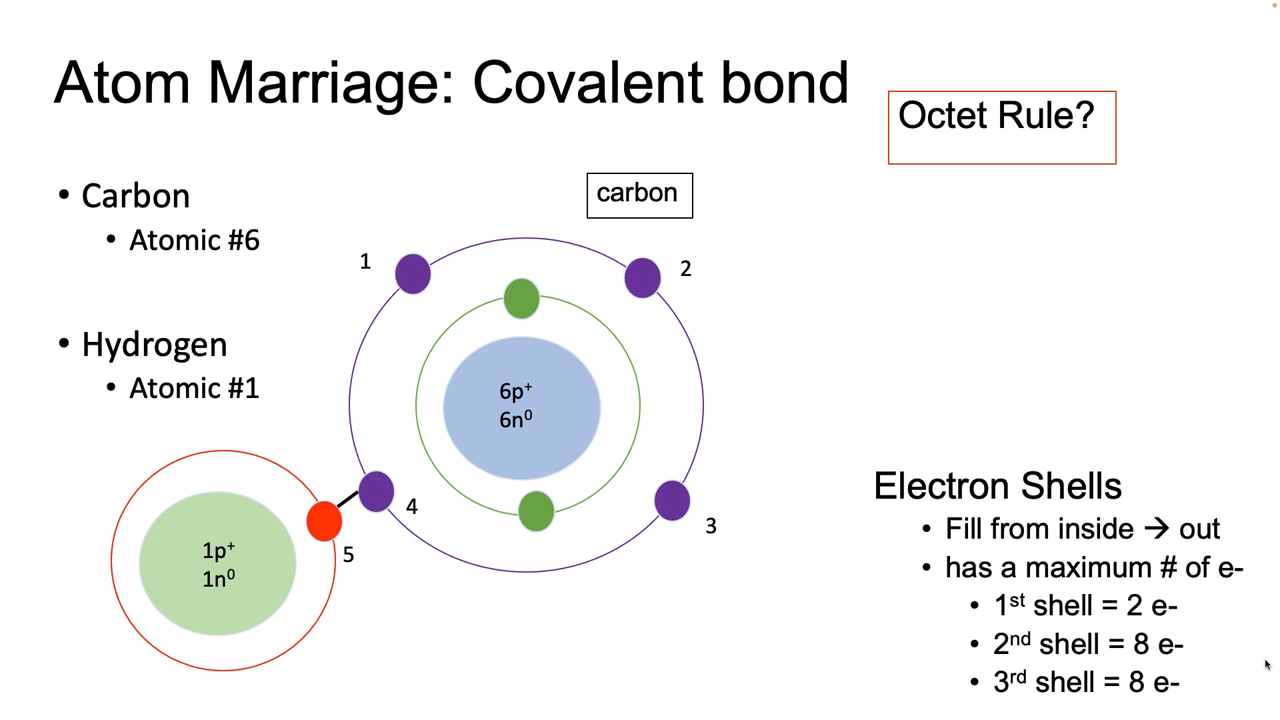 Atom Marriage: Covalent bond
Octet Rule?
• Carbon
• Atomic #6
• Hydrogen
• Atomic #1
carbon
1
2
6p⁺
6n⁰
4
3
5
1p⁺
1n⁰
Electron Shells
• Fill from inside → out
• has a maximum # of e-
• 1ˢᵗ shell = 2 e-
• 2ⁿᵈ shell = 8 e-
• 3ʳᵈ shell = 8 e-